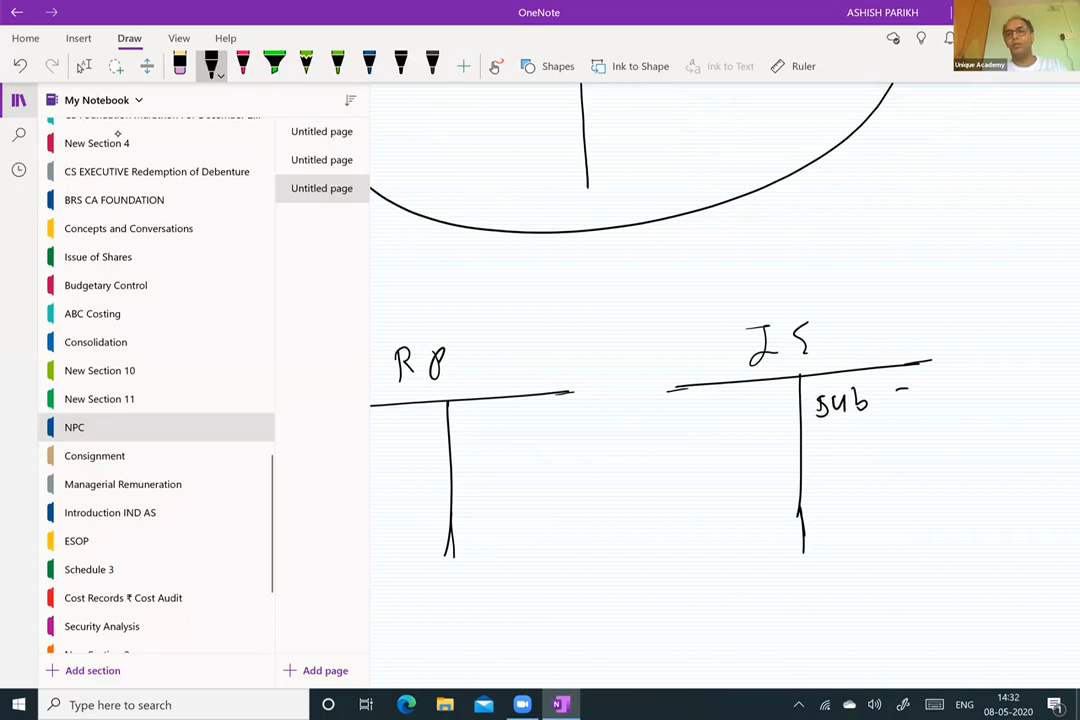 OneNote
ASHISH PARIKH
Unique Academy
Home
Insert
Draw
View
Help
Shapes
Ink to Shape
Ink to Text
Ruler
My Notebook
New Section 4
CS EXECUTIVE Redemption of Debenture
BRS CA FOUNDATION
Concepts and Conversations
Issue of Shares
Budgetary Control
ABC Costing
Consolidation
New Section 10
New Section 11
NPC
Consignment
Managerial Remuneration
Introduction IND AS
ESOP
Schedule 3
Cost Records ₹ Cost Audit
Security Analysis
Add section
Untitled page
Untitled page
Untitled page
Add page
R P
I E
sub -
Type here to search
ENG
14:32
08-05-2020
1